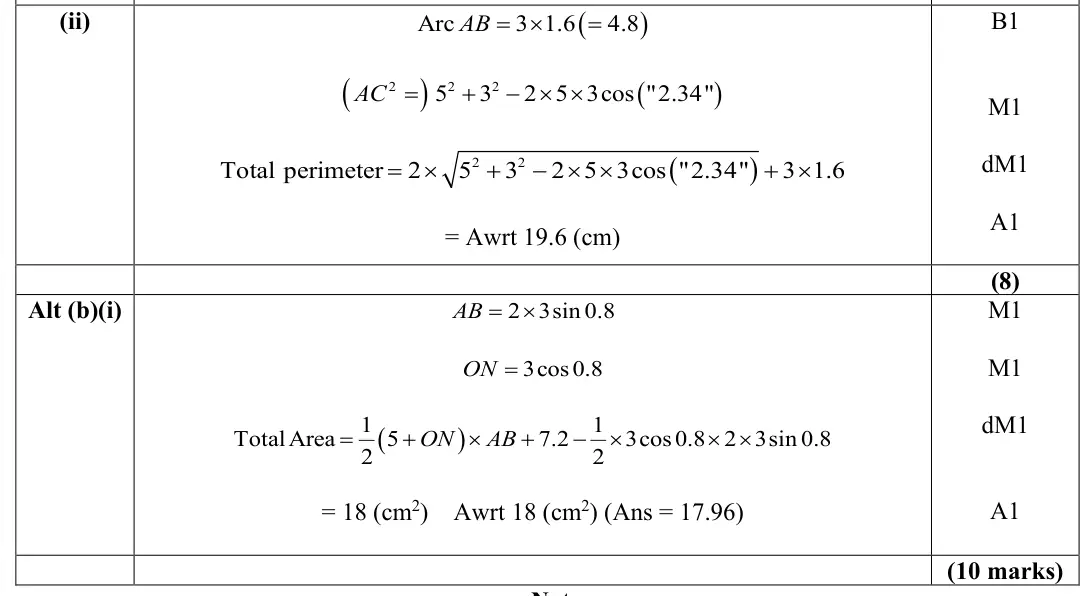 (ii) Arc AB = 3×1.6(= 4.8) B1
(AC² =) 5² + 3² − 2×5×3cos("2.34") M1
Total perimeter = 2× √(5² + 3² − 2×5×3cos("2.34")) + 3×1.6 dM1
= Awrt 19.6 (cm) A1
(8)
Alt (b)(i) AB = 2×3sin 0.8 M1
ON = 3cos 0.8 M1
Total Area = 1/2 (5 + ON)× AB + 7.2 − 1/2 ×3cos 0.8×2×3sin 0.8 dM1
= 18 (cm²) Awrt 18 (cm²) (Ans = 17.96) A1
(10 marks)